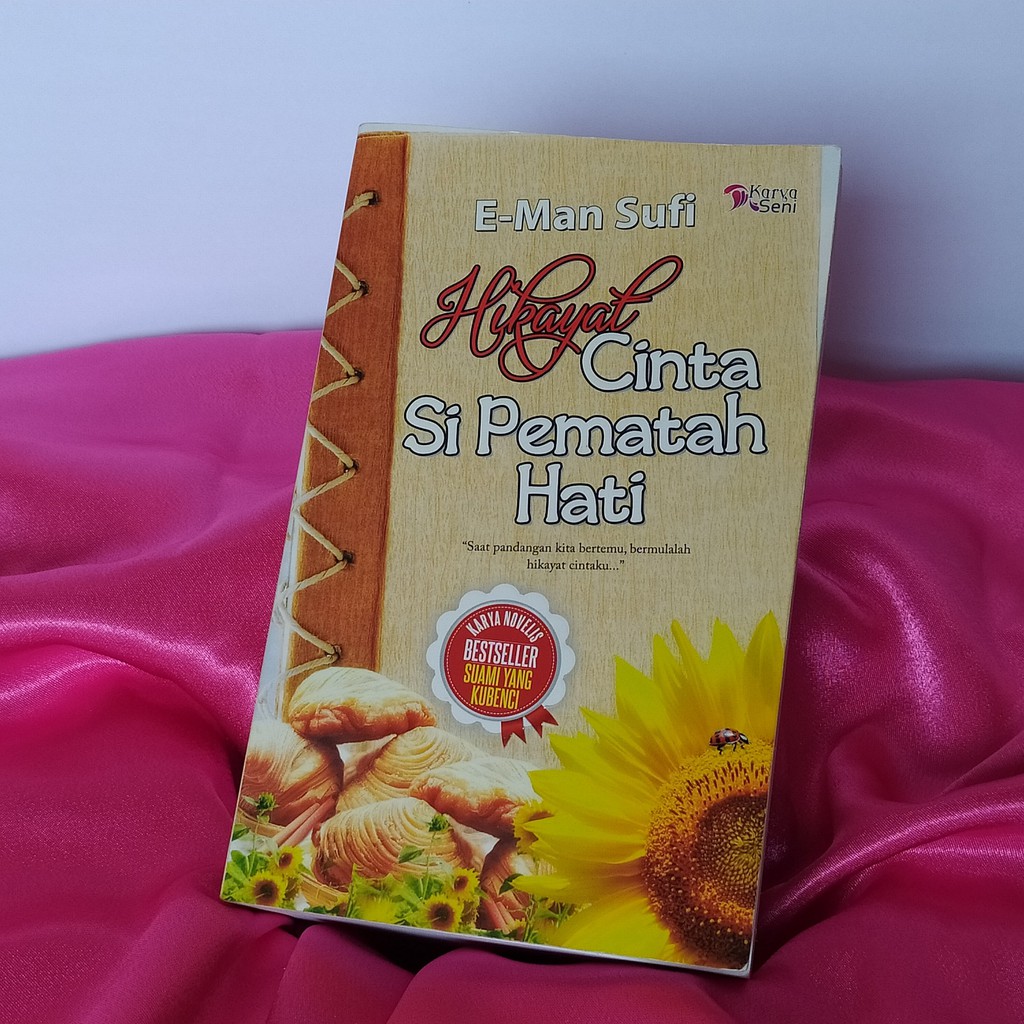 E-Man Sufi
Karya
Seni
Hikayat
Cinta
Si Pematah
Hati
“Saat pandangan kita bertemu, bermulalah
hikayat cintaku...”
KARYA NOVELIS
BESTSELLER
SUAMI YANG
KUBENCI